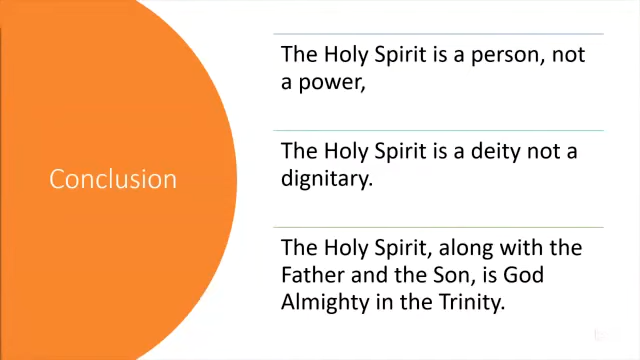 Conclusion
The Holy Spirit is a person, not
a power,
The Holy Spirit is a deity not a
dignitary.
The Holy Spirit, along with the
Father and the Son, is God
Almighty in the Trinity.